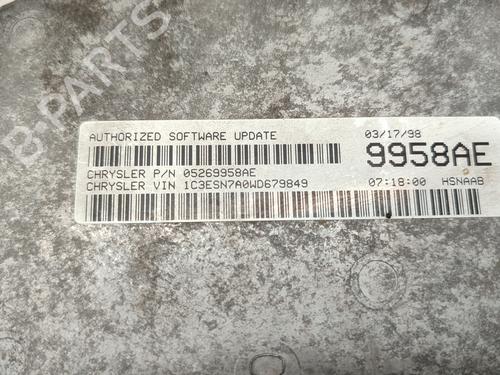 B-PARTS
AUTHORIZED SOFTWARE UPDATE 03/17/98
9958AE
CHRYSLER P/N 05269958AE
CHRYSLER VIN 1C3ESN7A0WD679849 07:18:00 HSNAAB